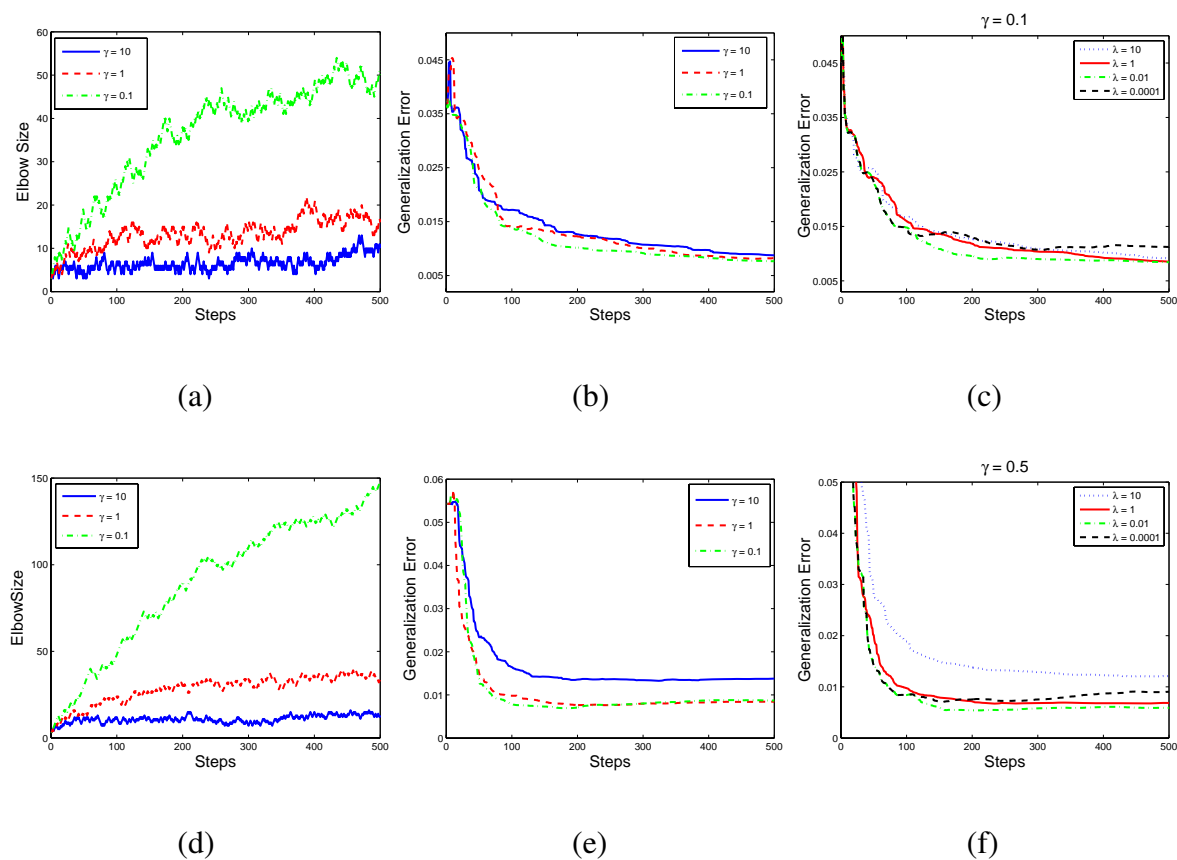 60
50
40
30
20
10
0
Elbow Size
γ = 10
γ = 1
γ = 0.1
0 100 200 300 400 500
Steps
(a)
0.045
0.035
0.025
0.015
0.005
Generalization Error
γ = 10
γ = 1
γ = 0.1
0 100 200 300 400 500
Steps
(b)
γ = 0.1
0.045
0.035
0.025
0.015
0.005
Generalization Error
λ = 10
λ = 1
λ = 0.01
λ = 0.0001
0 100 200 300 400 500
Steps
(c)
150
100
50
0
ElbowSize
γ = 10
γ = 1
γ = 0.1
0 100 200 300 400 500
Steps
(d)
0.06
0.05
0.04
0.03
0.02
0.01
0
Generalization Error
γ = 10
γ = 1
γ = 0.1
0 100 200 300 400 500
Steps
(e)
γ = 0.5
0.05
0.04
0.03
0.02
0.01
0
Generalization Error
λ = 10
λ = 1
λ = 0.01
λ = 0.0001
0 100 200 300 400 500
Steps
(f)